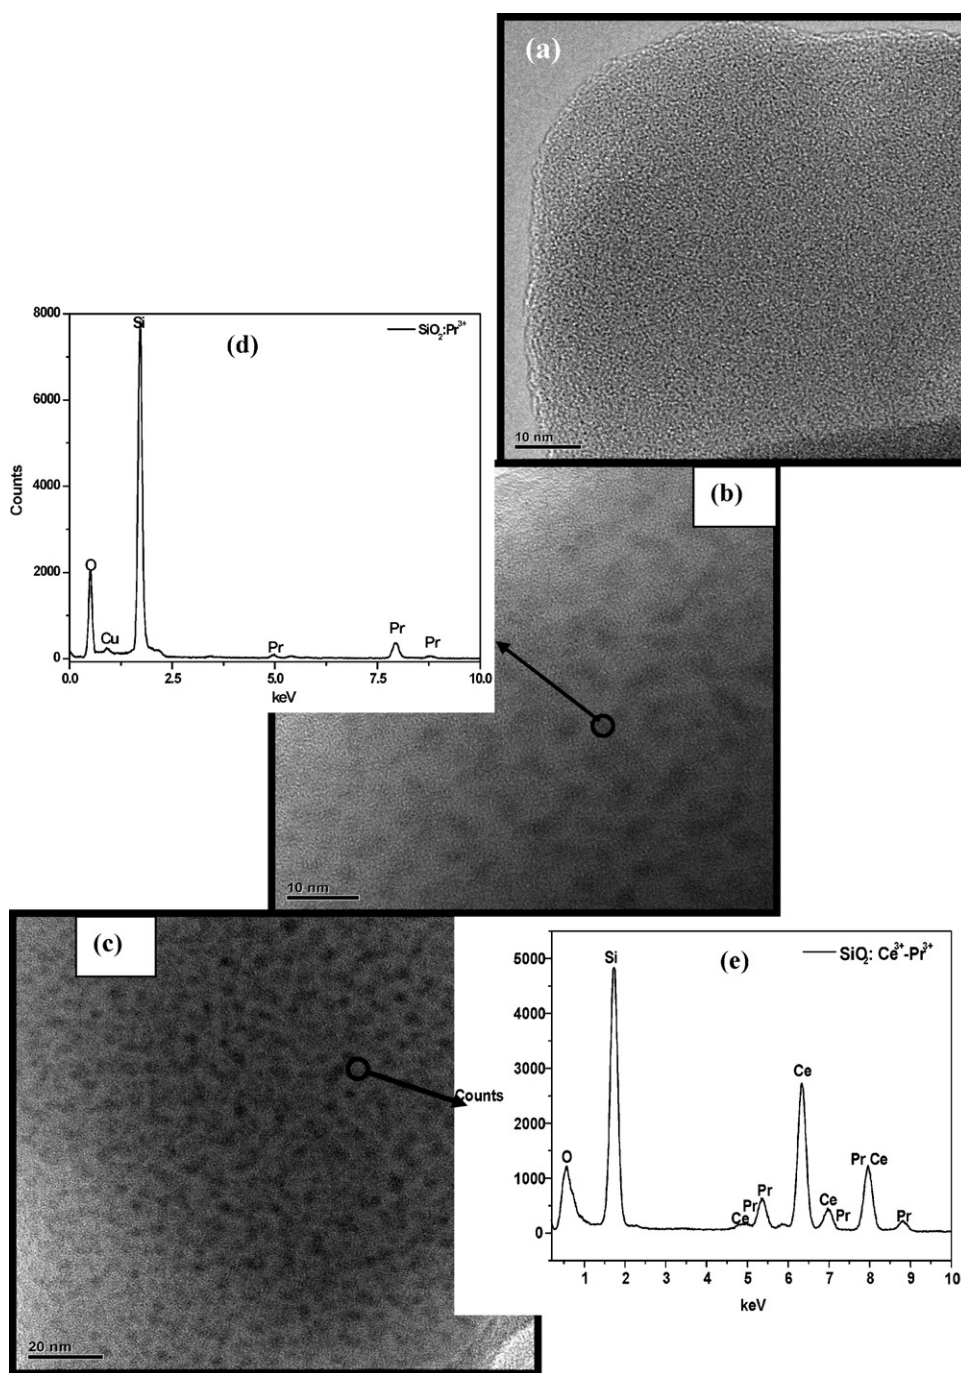 (a)
10 nm
8000
6000
4000
2000
0
Counts
Si
(d)
SiO₂:Pr³⁺
O
Cu
Pr
Pr
Pr
0.0
2.5
5.0
7.5
10.0
keV
(b)
10 nm
(c)
20 nm
5000
4000
3000
2000
1000
0
Counts
Si
(e)
SiO₂: Ce³⁺-Pr³⁺
O
Ce
Pr
Pr
Ce
Ce
Pr
Pr Ce
Pr
1
2
3
4
5
6
7
8
9
10
keV